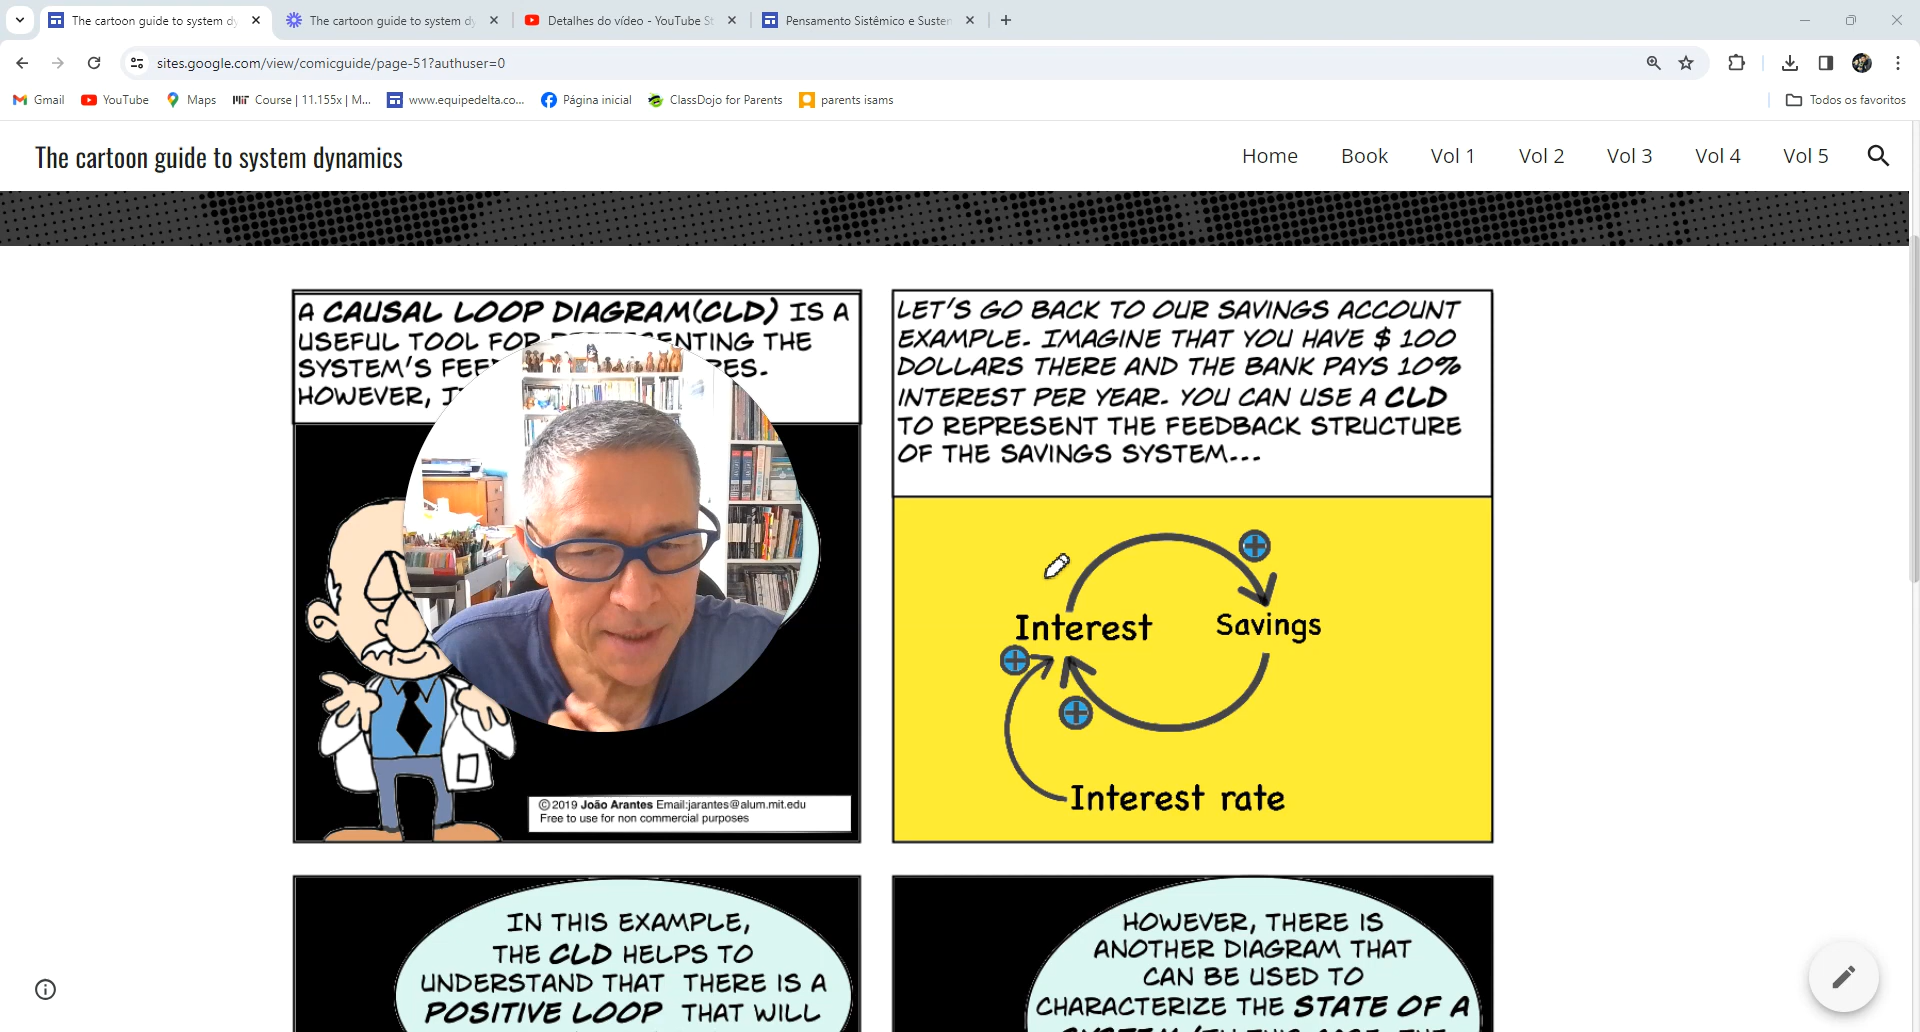 The cartoon guide to system dy
The cartoon guide to system dy
Detalhes do vídeo - YouTube St
Pensamento Sistêmico e Susten
sites.google.com/view/comicguide/page-51?authuser=0
Gmail
YouTube
Maps
Course | 11.155x | M...
www.equipedelta.co...
Página inicial
ClassDojo for Parents
parents isams
Todos os favoritos
The cartoon guide to system dynamics
Home
Book
Vol 1
Vol 2
Vol 3
Vol 4
Vol 5
A CAUSAL LOOP DIAGRAM(CLD) IS A
USEFUL TOOL FOR THE
SYSTEM'S
HOWEVER,
©2019 João Arantes Email:jarantes@alum.mit.edu
Free to use for non commercial purposes
LET'S GO BACK TO OUR SAVINGS ACCOUNT
EXAMPLE. IMAGINE THAT YOU HAVE $ 100
DOLLARS THERE AND THE BANK PAYS 10%
INTEREST PER YEAR. YOU CAN USE A CLD
TO REPRESENT THE FEEDBACK STRUCTURE
OF THE SAVINGS SYSTEM...
Interest
Savings
Interest rate
IN THIS EXAMPLE,
THE CLD HELPS TO
UNDERSTAND THAT THERE IS A
POSITIVE LOOP THAT WILL
HOWEVER, THERE IS
ANOTHER DIAGRAM THAT
CAN BE USED TO
CHARACTERIZE THE STATE OF A